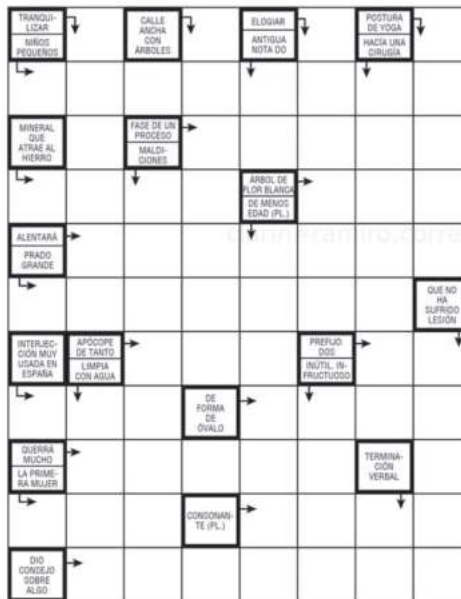 TRANQUI-
LIZAR
NIÑOS
PEQUEÑOS
CALLE
ANCHA
CON
ÁRBOLES
ELOGIAR
ANTIGUA
NOTA DO
POSTURA
DE YOGA
HACÍA UNA
CIRUGÍA
MINERAL
QUE
ATRAE AL
HIERRO
FASE DE UN
PROCESO
MALDI-
CIONES
ÁRBOL DE
FLOR BLANCA
DE MENOS
EDAD (PL.)
ALENTARÁ
PRADO
GRANDE
QUE NO
HA
SUFRIDO
LESIÓN
INTERJEC-
CIÓN MUY
USADA EN
ESPAÑA
APÓCOPE
DE TANTO
LIMPIA
CON AGUA
PREFIJO:
DOS
INÚTIL, IN-
FRUCTUOSO
DE
FORMA
DE
ÓVALO
QUERRÁ
MUCHO
LA PRIME-
RA MUJER
TERMINA-
CIÓN
VERBAL
CONSONAN-
TE (PL.)
DIO
CONSEJO
SOBRE
ALGO